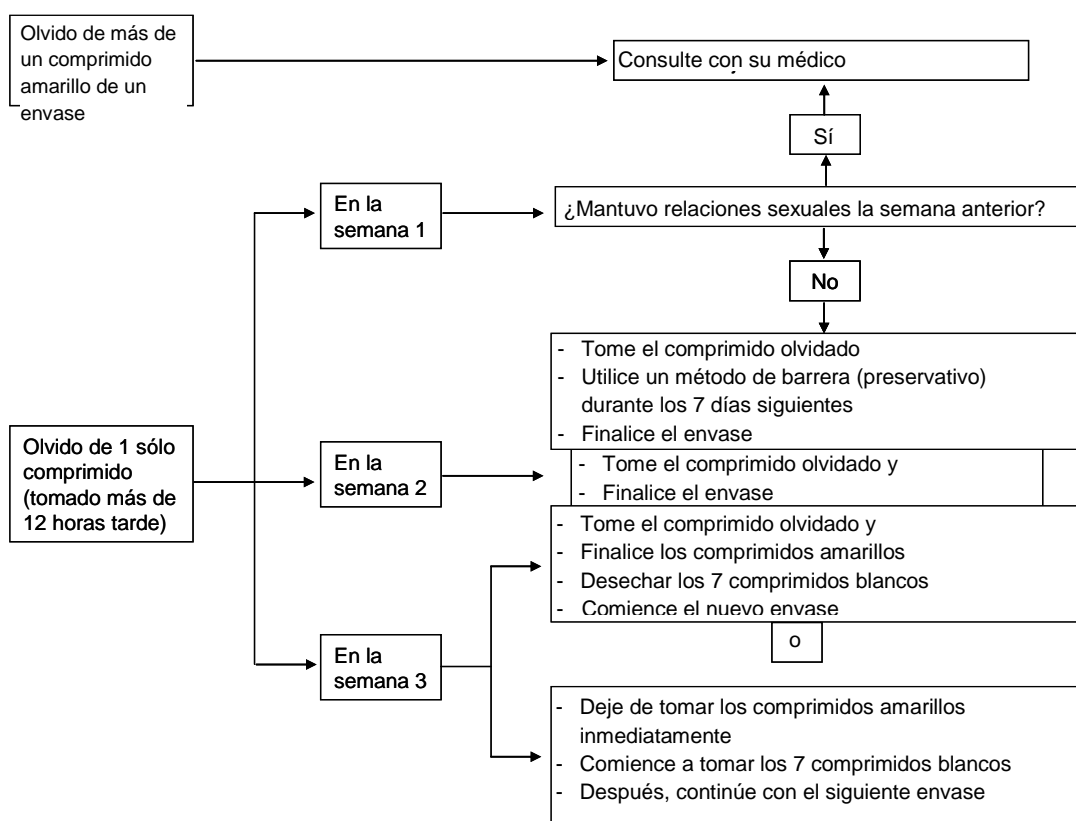 Olvido de más de
un comprimido
amarillo de un
envase
Consulte con su médico
Sí
En la
semana 1
¿Mantuvo relaciones sexuales la semana anterior?
No
- Tome el comprimido olvidado
- Utilice un método de barrera (preservativo)
durante los 7 días siguientes
- Finalice el envase
Olvido de 1 sólo
comprimido
(tomado más de
12 horas tarde)
En la
semana 2
- Tome el comprimido olvidado y
- Finalice el envase
- Tome el comprimido olvidado y
- Finalice los comprimidos amarillos
- Desechar los 7 comprimidos blancos
- Comience el nuevo envase
o
En la
semana 3
- Deje de tomar los comprimidos amarillos
inmediatamente
- Comience a tomar los 7 comprimidos blancos
- Después, continúe con el siguiente envase